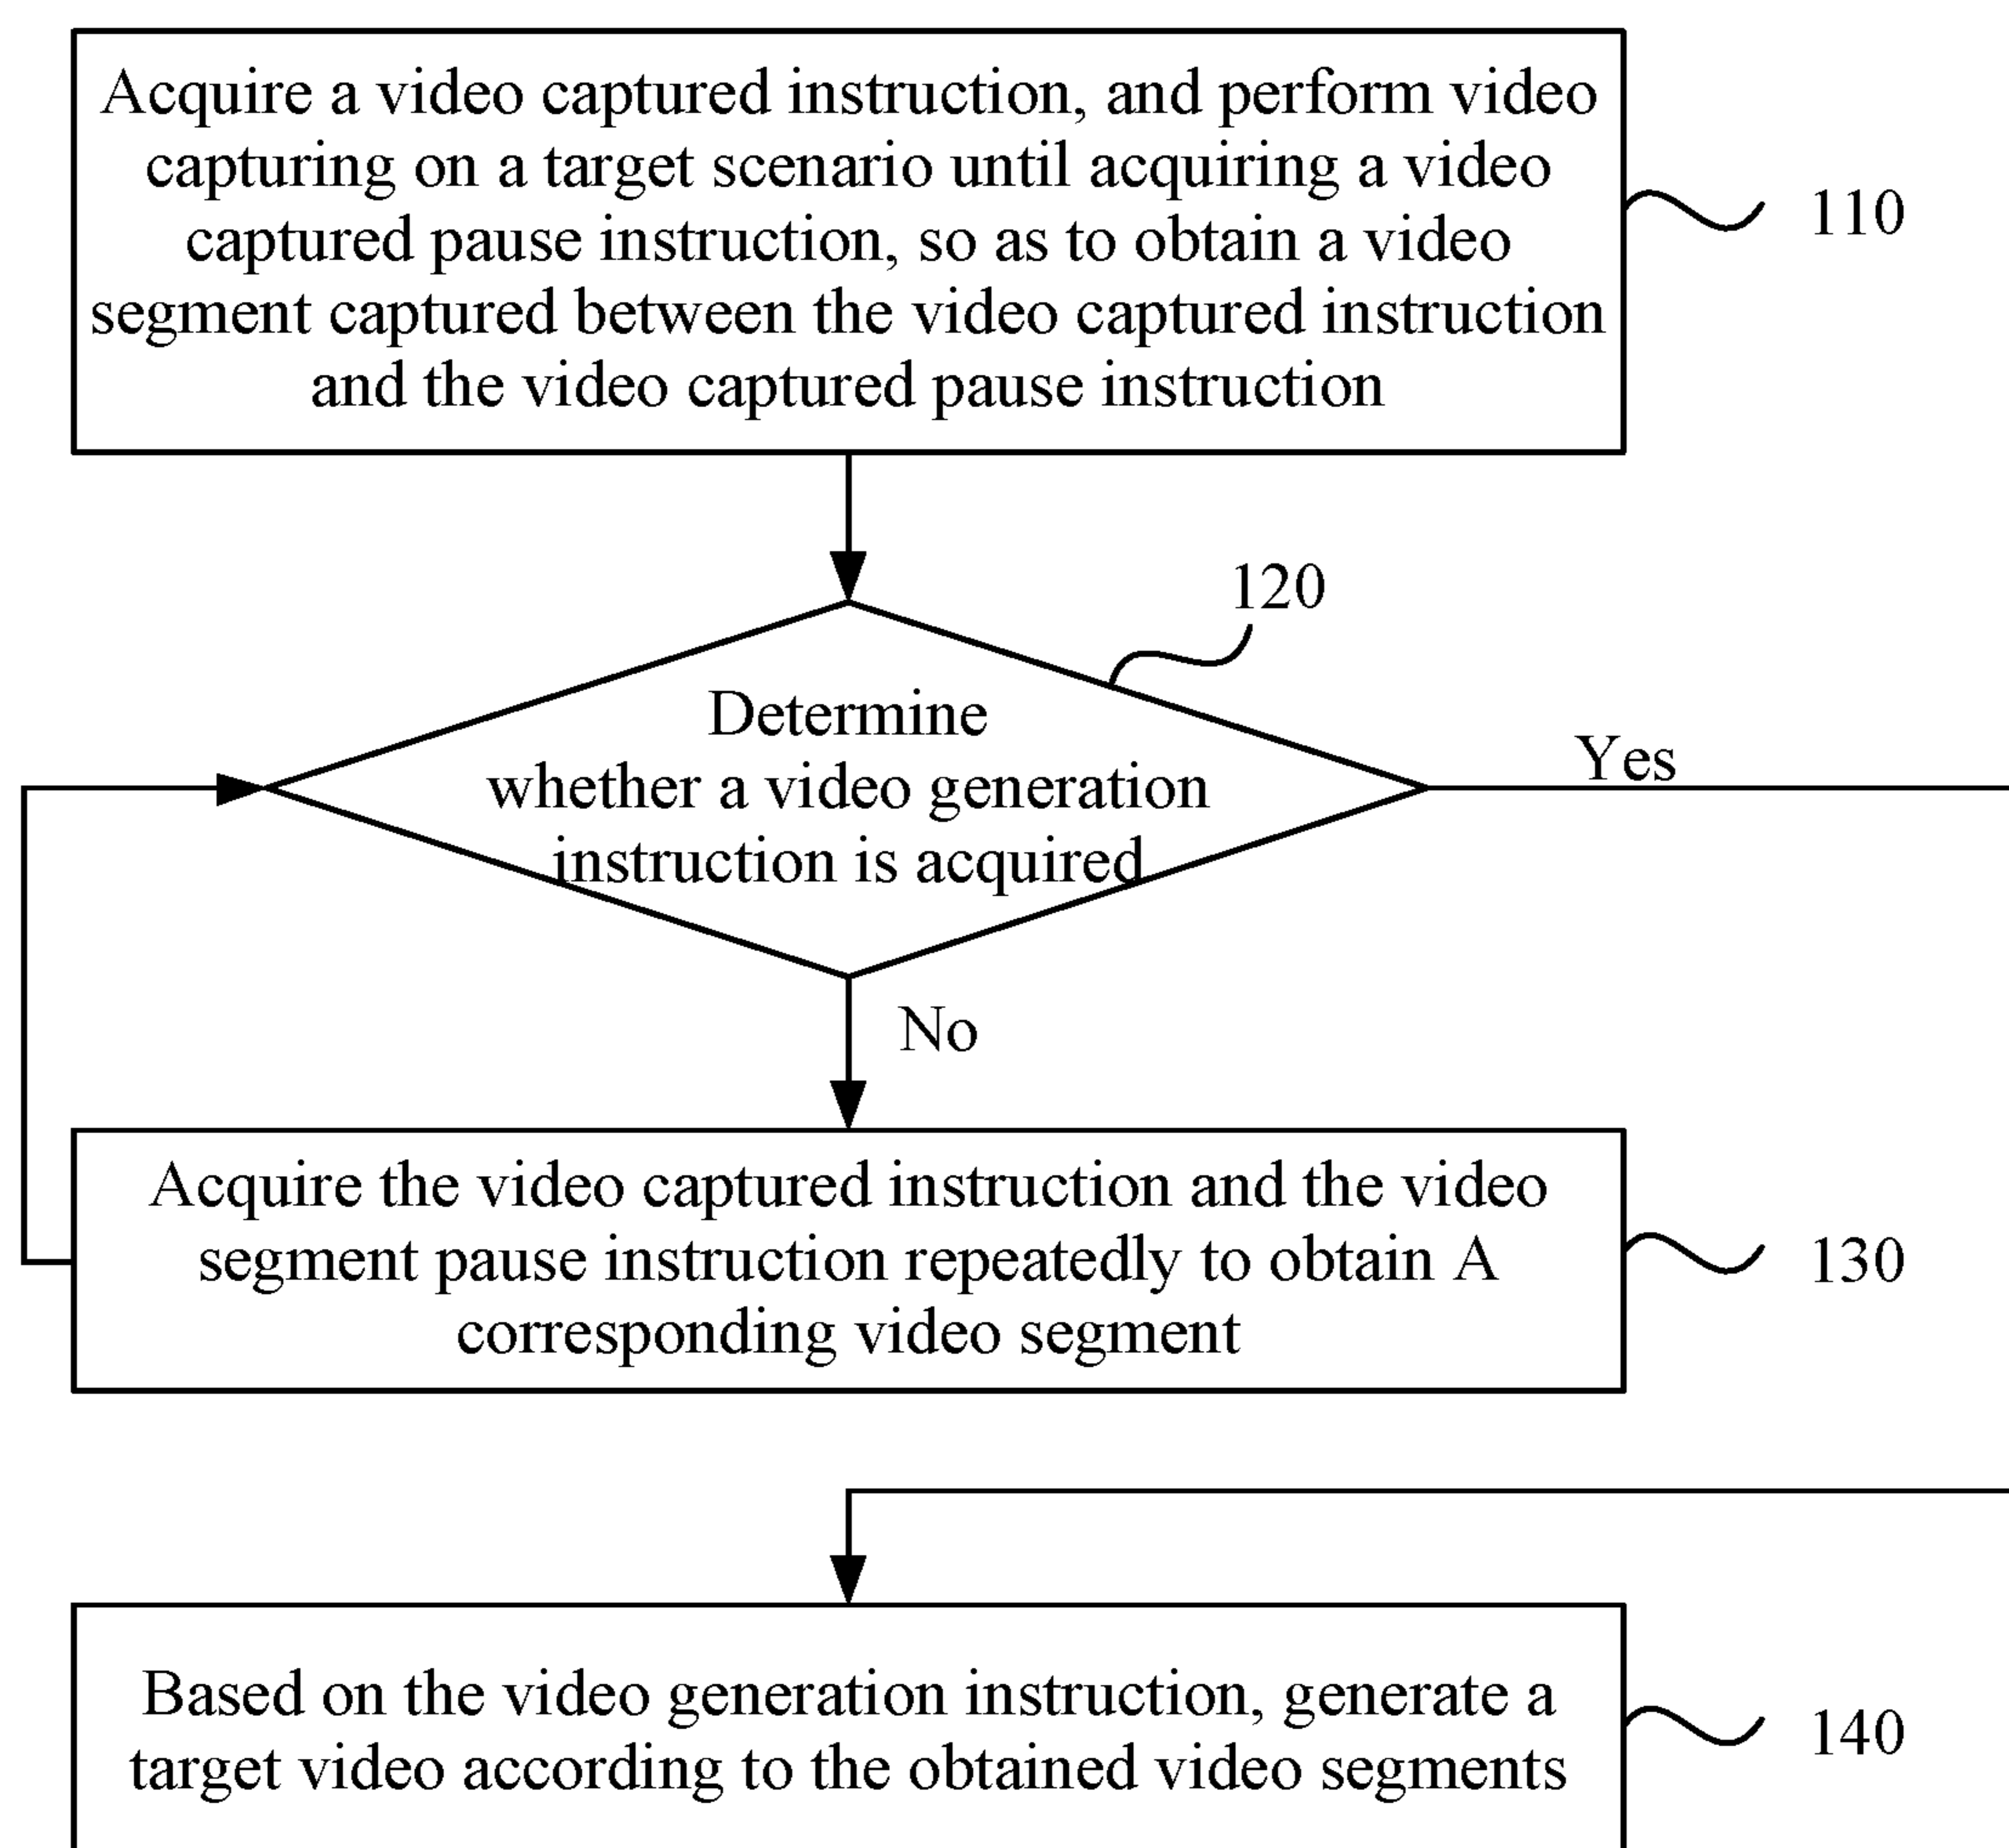 Acquire a video captured instruction, and perform video
capturing on a target scenario until acquiring a video
captured pause instruction, so as to obtain a video
segment captured between the video captured instruction
and the video captured pause instruction
110
120
Determine
whether a video generation
instruction is acquired
Yes
No
Acquire the video captured instruction and the video
segment pause instruction repeatedly to obtain A
corresponding video segment
130
Based on the video generation instruction, generate a
target video according to the obtained video segments
140